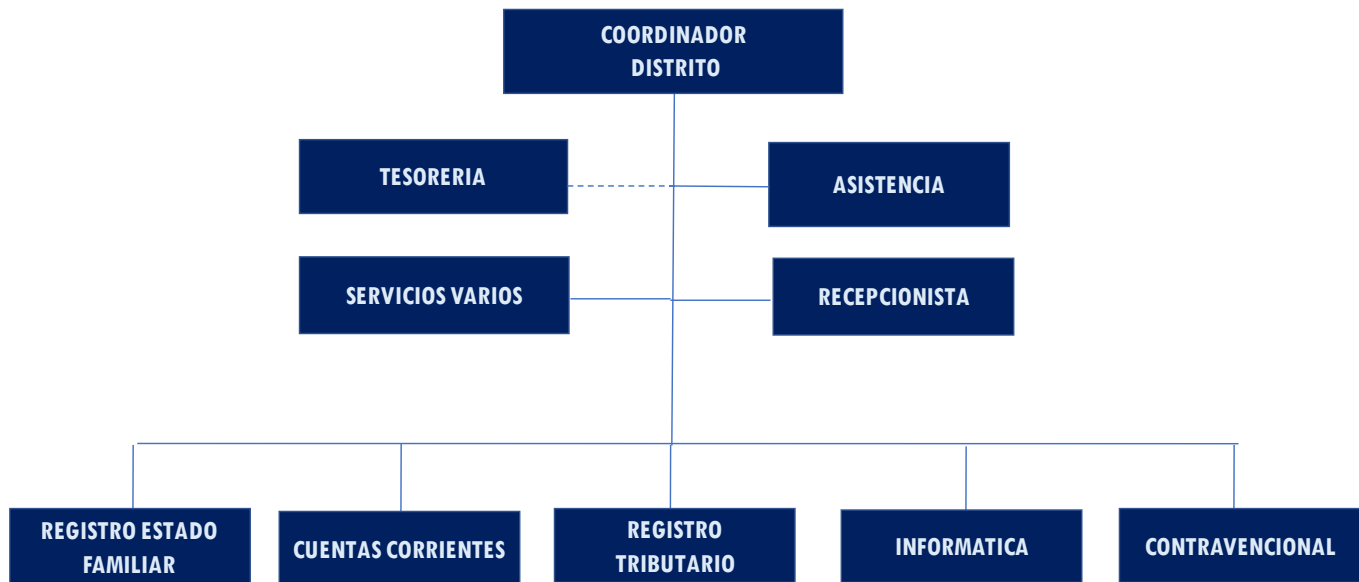 COORDINADOR
DISTRITO
TESORERIA
ASISTENCIA
SERVICIOS VARIOS
RECEPCIONISTA
REGISTRO ESTADO
FAMILIAR
CUENTAS CORRIENTES
REGISTRO
TRIBUTARIO
INFORMATICA
CONTRAVENCIONAL